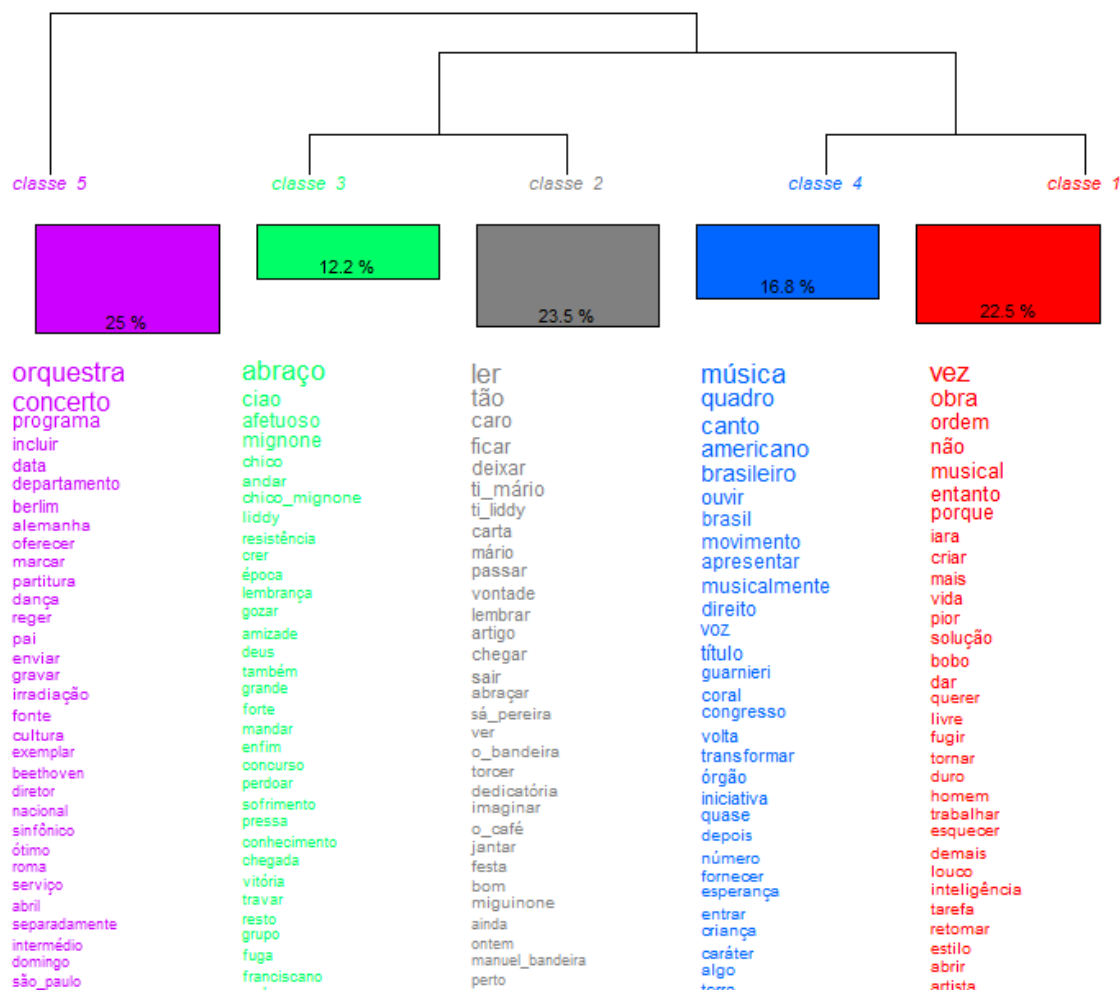 classe 5
classe 3
classe 2
classe 4
classe 1
25 %
12.2 %
23.5 %
16.8 %
22.5 %
orquestra
concerto
programa
incluir
data
departamento
berlim
alemanha
oferecer
marcar
partitura
dança
reger
pai
enviar
gravar
irradiação
fonte
cultura
exemplar
beethoven
diretor
nacional
sinfônico
ótimo
roma
serviço
abril
separadamente
intermédio
domingo
são_paulo
abraço
ciao
afetuoso
mignone
chico
andar
chico_mignone
liddy
resistência
crer
época
lembrança
gozar
amizade
deus
também
grande
forte
mandar
enfim
concurso
perdoar
sofrimento
pressa
conhecimento
chegada
vitória
travar
resto
grupo
fuga
franciscano
ler
tão
caro
ficar
deixar
ti_mário
ti_liddy
carta
mário
passar
vontade
lembrar
artigo
chegar
sair
abraçar
sá_pereira
ver
o_bandeira
torcer
dedicatória
imaginar
o_café
jantar
festa
bom
miguinone
ainda
ontem
manuel_bandeira
perto
música
quadro
canto
americano
brasileiro
ouvir
brasil
movimento
apresentar
musicalmente
direito
voz
título
guarnieri
coral
congresso
volta
transformar
órgão
iniciativa
quase
depois
número
fornecer
esperança
entrar
criança
caráter
algo
vez
obra
ordem
não
musical
entanto
porque
iara
criar
mais
vida
pior
solução
bobo
dar
querer
livre
fugir
tornar
duro
homem
trabalhar
esquecer
demais
louco
inteligência
tarefa
retomar
estilo
abrir
artista